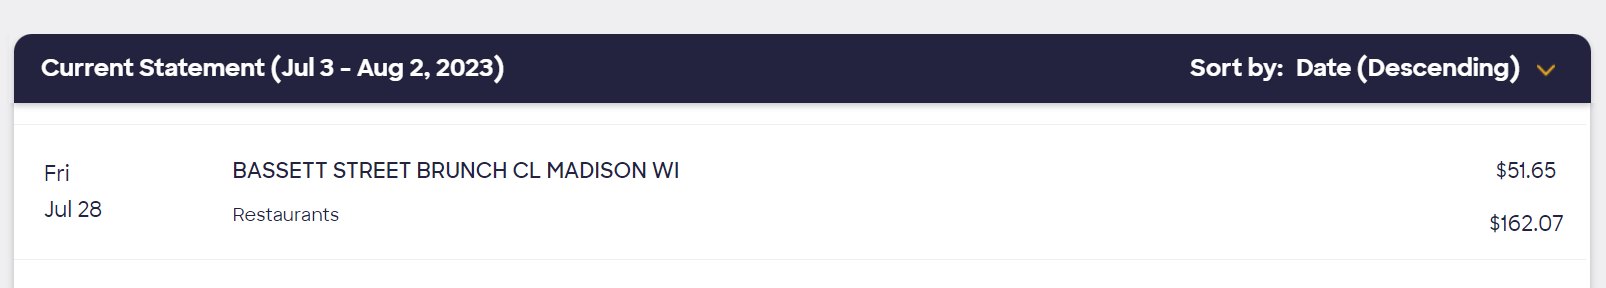 Current Statement (Jul 3 - Aug 2, 2023)
Sort by: Date (Descending)
Fri
Jul 28
BASSETT STREET BRUNCH CL MADISON WI
Restaurants
$51.65
$162.07